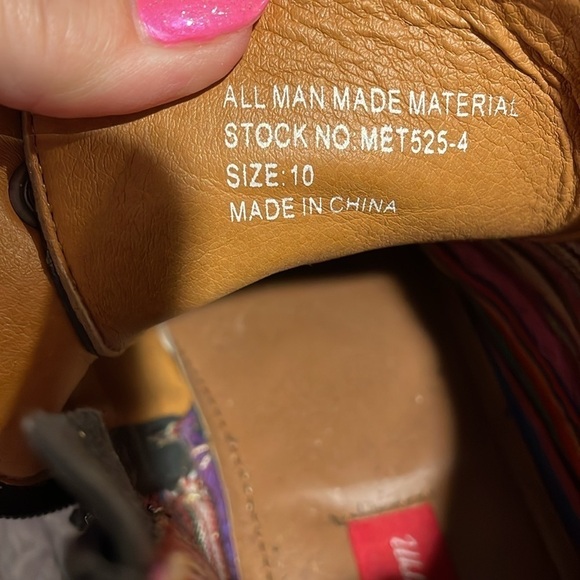 ALL MAN MADE MATERIAL
STOCK NO:MET525-4
SIZE:10
MADE IN CHINA